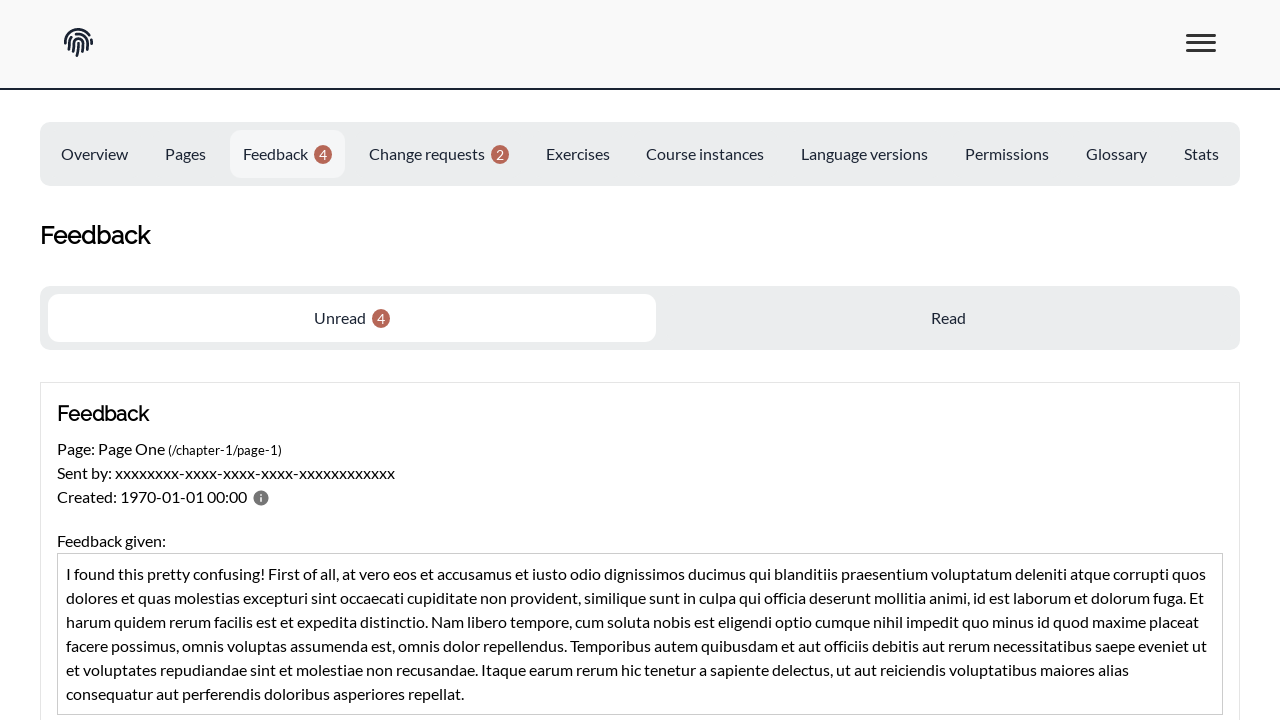 Overview Pages Feedback 4 Change requests 2 Exercises Course instances Language versions Permissions Glossary Stats
Feedback
Unread 4 Read
Feedback
Page: Page One (/chapter-1/page-1)
Sent by: xxxxxxxx-xxxx-xxxx-xxxx-xxxxxxxxxxxx
Created: 1970-01-01 00:00
Feedback given:
I found this pretty confusing! First of all, at vero eos et accusamus et iusto odio dignissimos ducimus qui blanditiis praesentium voluptatum deleniti atque corrupti quos
dolores et quas molestias excepturi sint occaecati cupiditate non provident, similique sunt in culpa qui officia deserunt mollitia animi, id est laborum et dolorum fuga. Et
harum quidem rerum facilis est et expedita distinctio. Nam libero tempore, cum soluta nobis est eligendi optio cumque nihil impedit quo minus id quod maxime placeat
facere possimus, omnis voluptas assumenda est, omnis dolor repellendus. Temporibus autem quibusdam et aut officiis debitis aut rerum necessitatibus saepe eveniet ut
et voluptates repudiandae sint et molestiae non recusandae. Itaque earum rerum hic tenetur a sapiente delectus, ut aut reiciendis voluptatibus maiores alias
consequatur aut perferendis doloribus asperiores repellat.